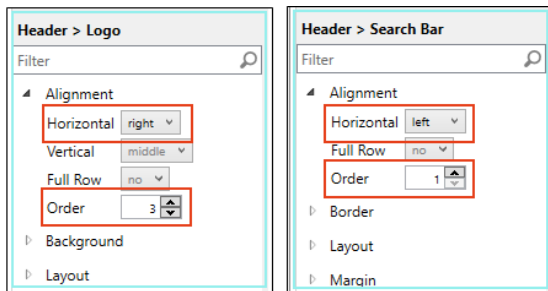 Header > Logo
Filter
Alignment
Horizontal right
Vertical middle
Full Row no
Order 3
Background
Layout
Header > Search Bar
Filter
Alignment
Horizontal left
Full Row no
Order 1
Border
Layout
Margin